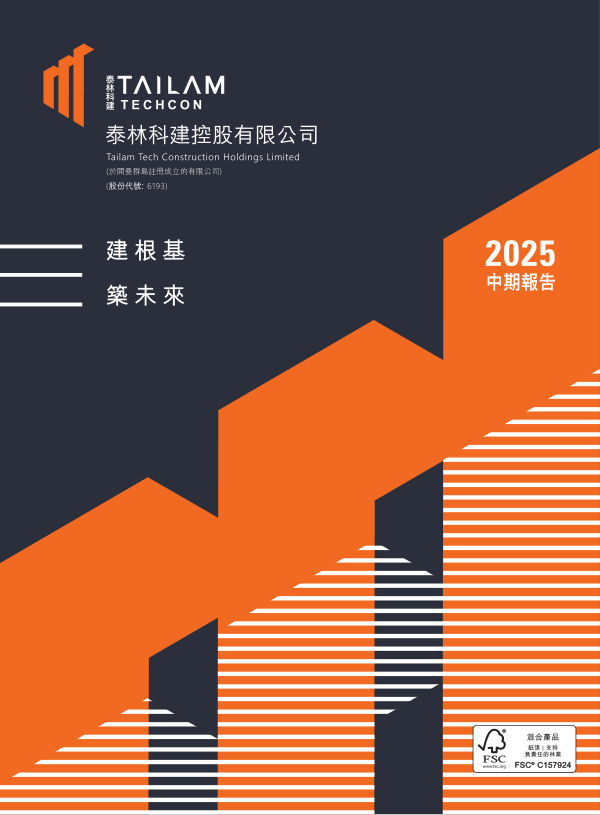 泰林科建
TAILAM
TECHCON
泰林科建控股有限公司
Tailam Tech Construction Holdings Limited
(於開曼群島註冊成立的有限公司)
(股份代號: 6193)
建根基
築未來
2025
中期報告
FSC
www.fsc.org
混合產品
紙張 | 支持
負責任的林業
FSC® C157924